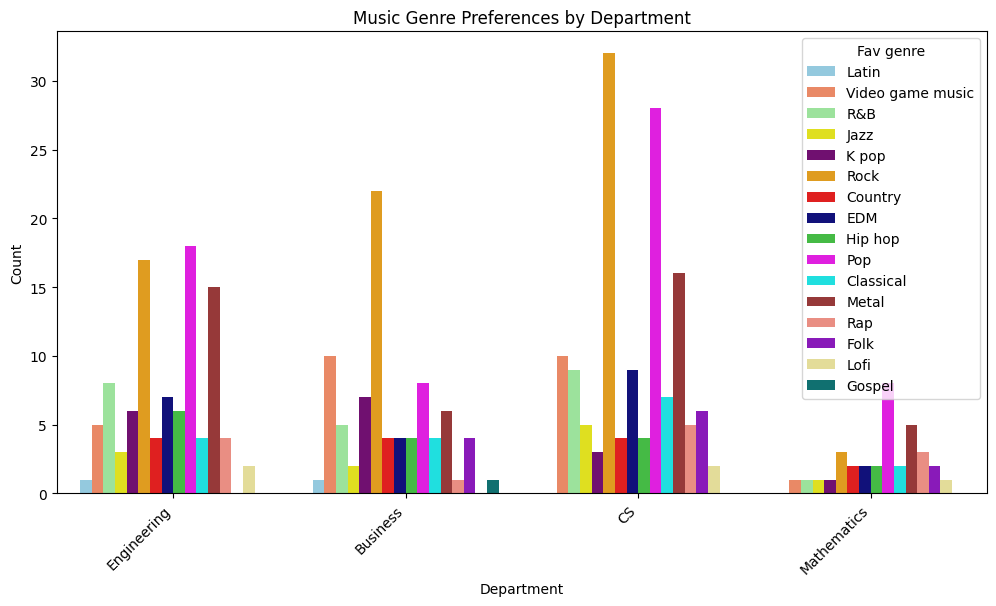 Music Genre Preferences by Department
Fav genre
Latin
Video game music
R&B
Jazz
K pop
Rock
Country
EDM
Hip hop
Pop
Classical
Metal
Rap
Folk
Lofi
Gospel
Count
30
25
20
15
10
5
0
Engineering
Business
CS
Mathematics
Department